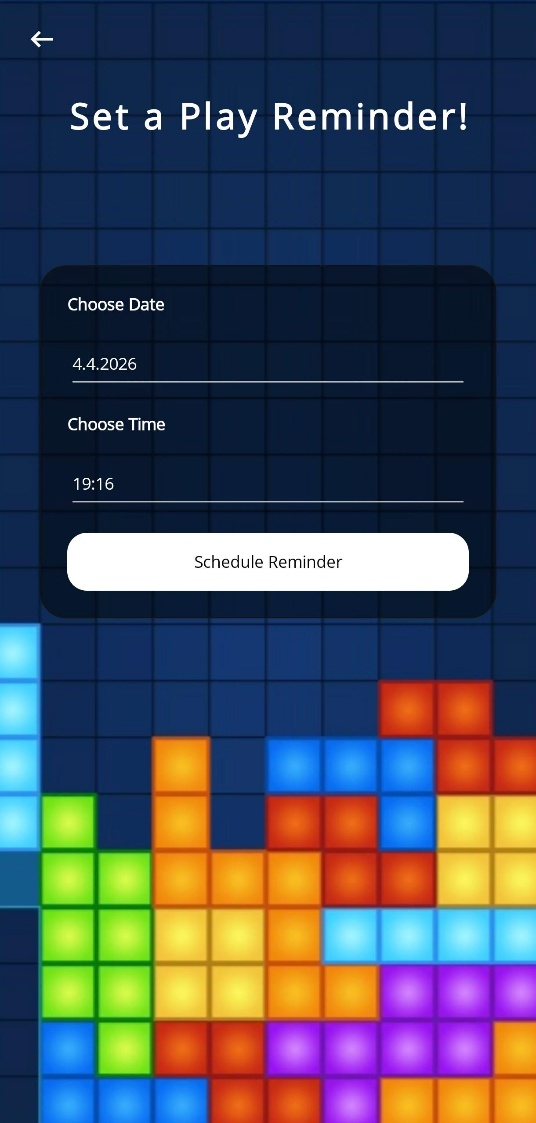 Set a Play Reminder!
Choose Date
4.4.2026
Choose Time
19:16
Schedule Reminder